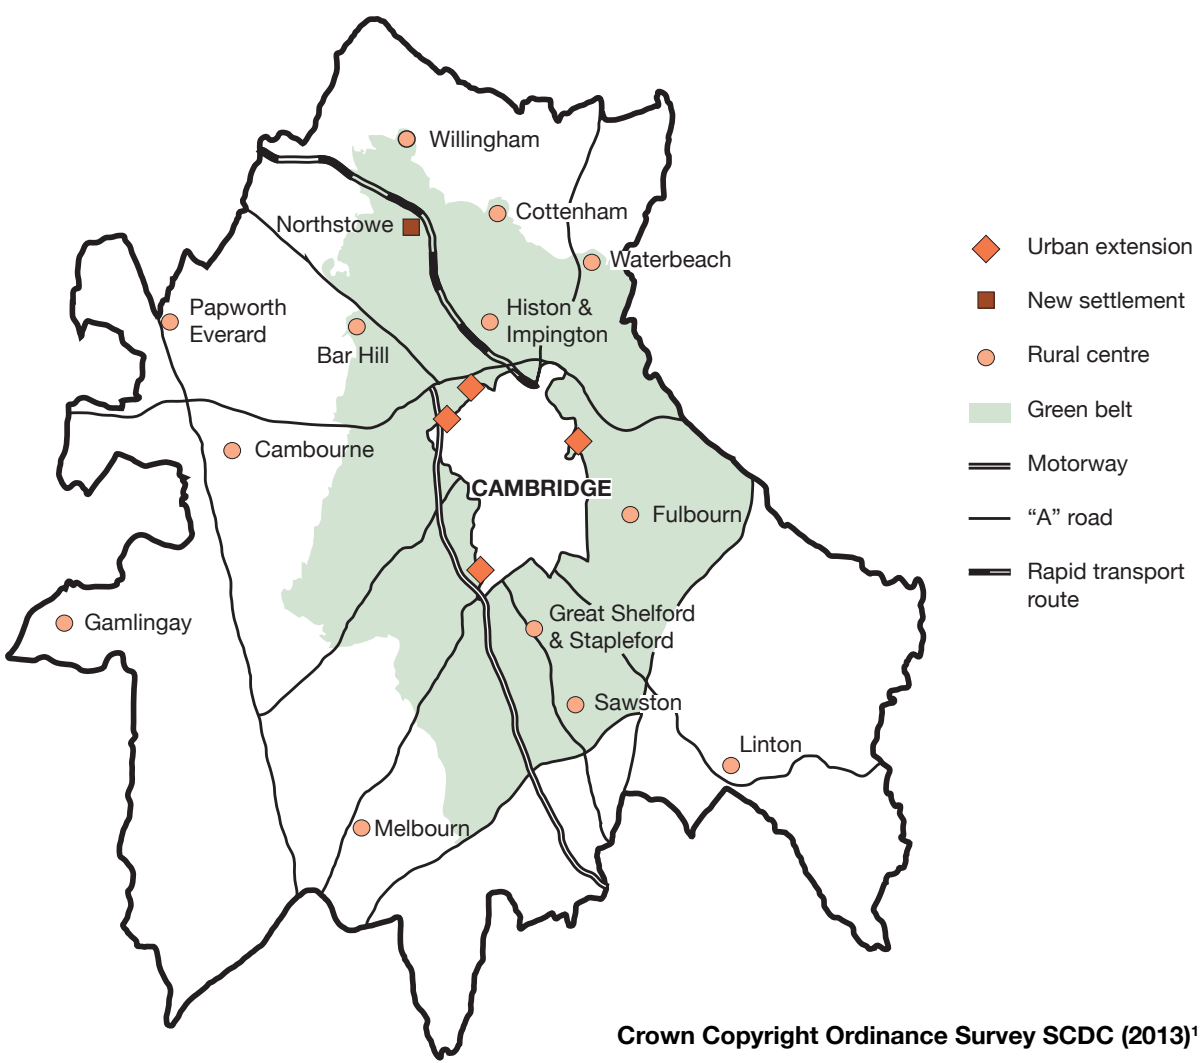 Willingham
Cottenham
Northstowe
Waterbeach
Papworth
Everard
Histon &
Impington
Bar Hill
Cambourne
CAMBRIDGE
Fulbourn
Gamlingay
Great Shelford
& Stapleford
Sawston
Linton
Melbourn
Urban extension
New settlement
Rural centre
Green belt
Motorway
“A” road
Rapid transport
route
Crown Copyright Ordinance Survey SCDC (2013)¹